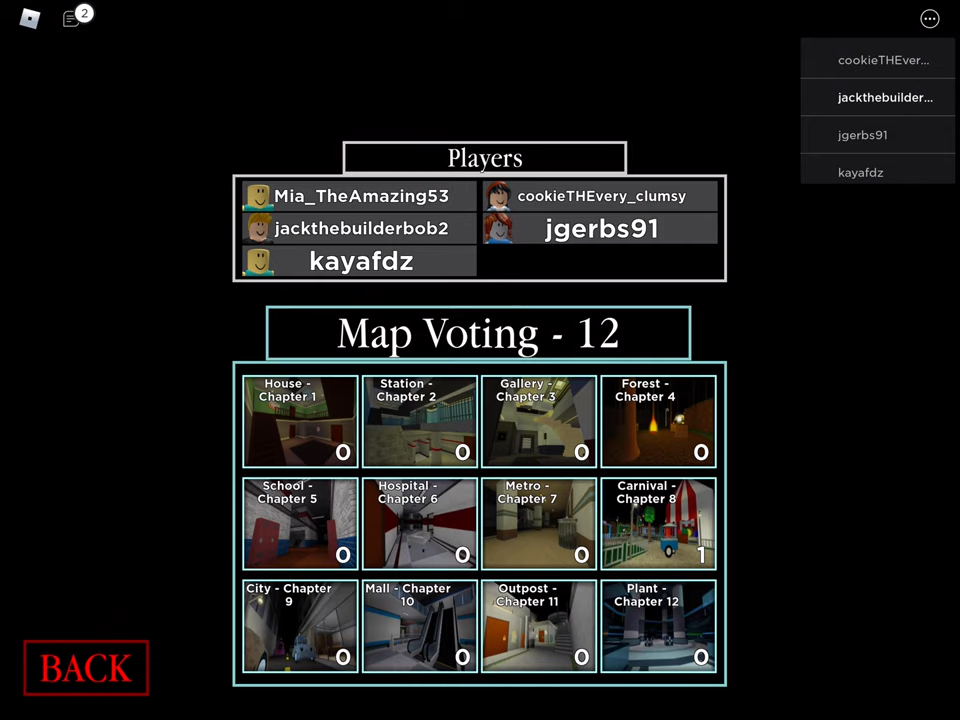 2
cookieTHEver...
jackthebuilder...
jgerbs91
kayafdz
Players
Mia_TheAmazing53
cookieTHEvery_clumsy
jackthebuilderbob2
jgerbs91
kayafdz
Map Voting - 12
House -
Chapter 1
0
Station -
Chapter 2
0
Gallery -
Chapter 3
0
Forest -
Chapter 4
0
School -
Chapter 5
0
Hospital -
Chapter 6
0
Metro -
Chapter 7
0
Carnival -
Chapter 8
1
City - Chapter
9
0
Mall - Chapter
10
0
Outpost -
Chapter 11
0
Plant -
Chapter 12
0
BACK